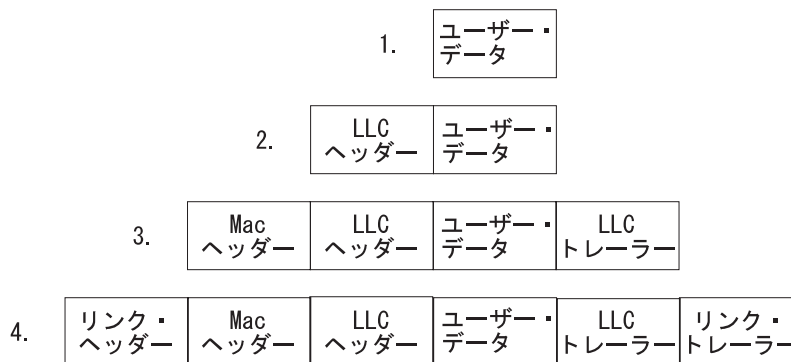 1. ユーザー・
データ
2. LLC
ヘッダー ユーザー・
データ
3. Mac
ヘッダー LLC
ヘッダー ユーザー・
データ LLC
トレーラー
4. リンク・
ヘッダー Mac
ヘッダー LLC
ヘッダー ユーザー・
データ LLC
トレーラー リンク・
トレーラー